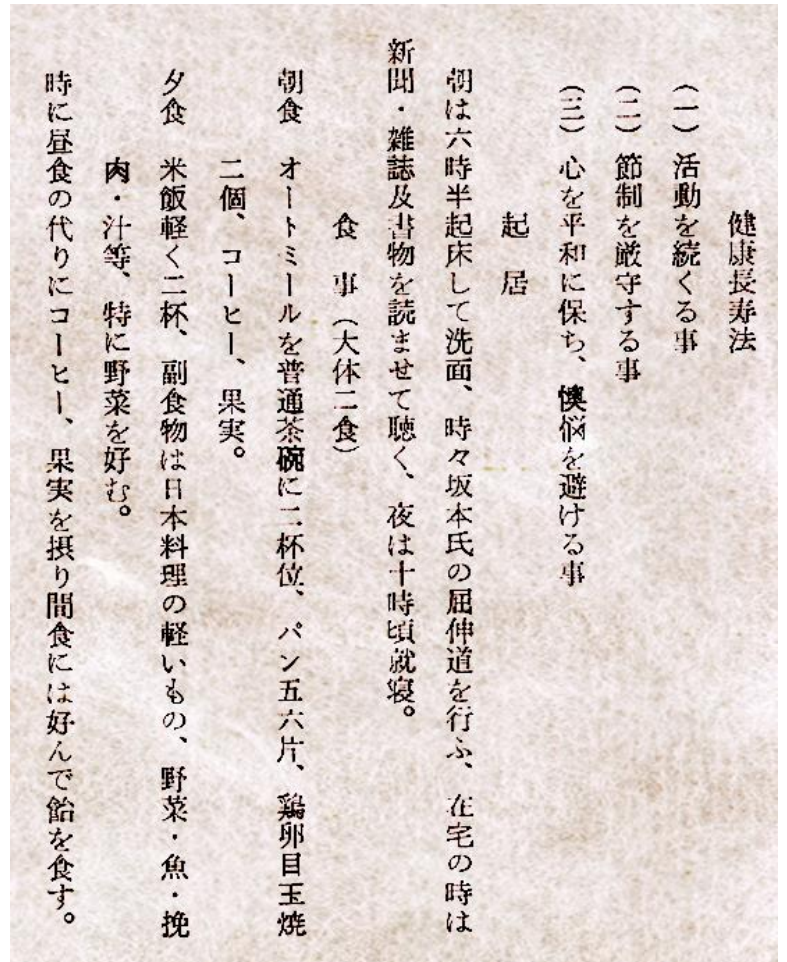 健康長寿法
(一) 活動を続くる事
(二) 節制を厳守する事
(三) 心を平和に保ち、懊悩を避ける事
起居
朝は六時半起床して洗面、時々坂本氏の屈伸道を行ふ、在宅の時は
新聞・雑誌及書物を読ませて聴く、夜は十時頃就寝。
食事(大体二食)
朝食 オートミールを普通茶碗に二杯位、パン五六片、鶏卵目玉焼
二個、コーヒー、果実。
夕食 米飯軽く二杯、副食物は日本料理の軽いもの、野菜・魚・挽
肉・汁等、特に野菜を好む。
時に昼食の代りにコーヒー、果実を摂り間食には好んで飴を食す。